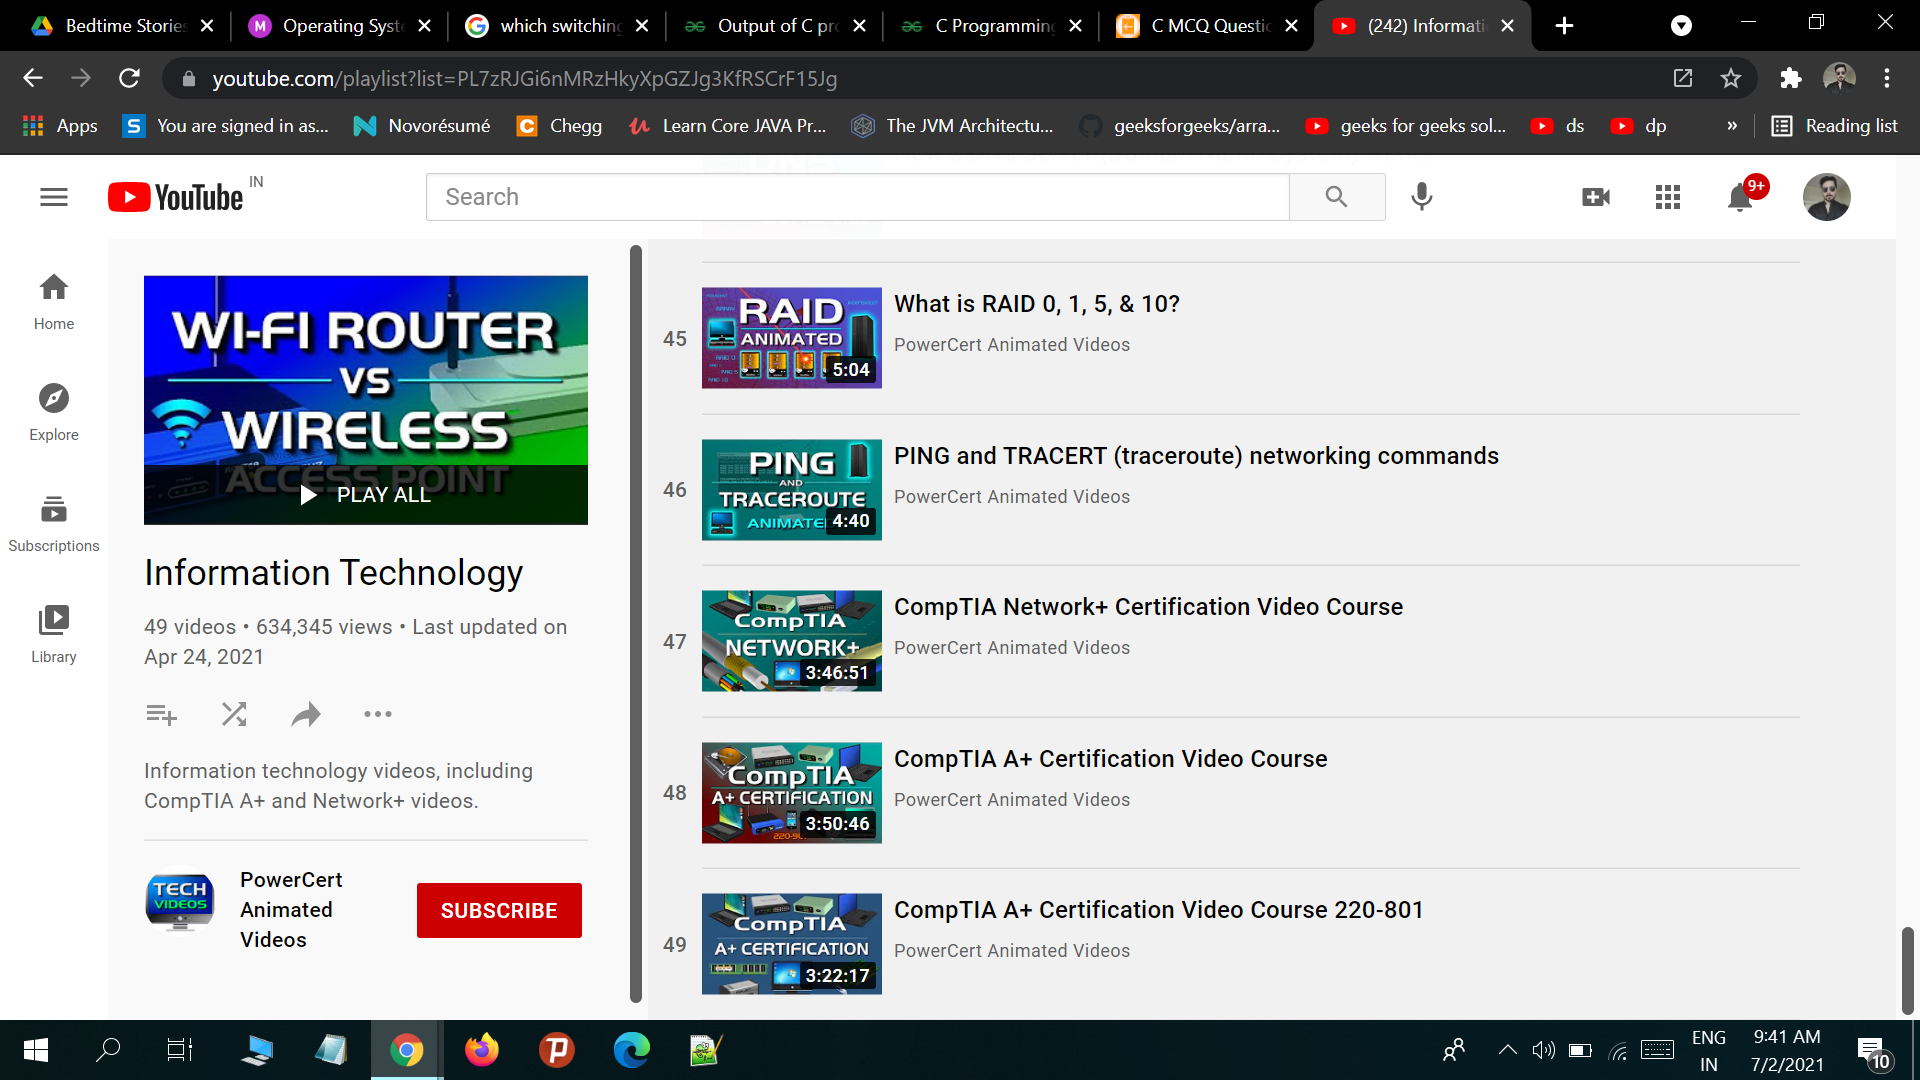 Bedtime Stories
Operating Syste
which switching
Output of C pro
C Programming
C MCQ Questio
(242) Informati
youtube.com/playlist?list=PL7zRJGi6nMRzHkyXpGZJg3KfRSCrF15Jg
Apps
You are signed in as...
Novorésumé
Chegg
Learn Core JAVA Pr...
The JVM Architectu...
geeksforgeeks/arra...
geeks for geeks sol...
ds
dp
»
Reading list
YouTube IN
Search
9+
Home
Explore
Subscriptions
Library
WI-FI ROUTER
VS
WIRELESS
ACCESS POINT
PLAY ALL
Information Technology
49 videos • 634,345 views • Last updated on
Apr 24, 2021
Information technology videos, including
CompTIA A+ and Network+ videos.
TECH
VIDEOS
PowerCert
Animated
Videos
SUBSCRIBE
45
RAID
ANIMATED
5:04
What is RAID 0, 1, 5, & 10?
PowerCert Animated Videos
46
PING
AND
TRACEROUTE
ANIMATED
4:40
PING and TRACERT (traceroute) networking commands
PowerCert Animated Videos
47
CompTIA
NETWORK+
3:46:51
CompTIA Network+ Certification Video Course
PowerCert Animated Videos
48
CompTIA
A+ CERTIFICATION
3:50:46
CompTIA A+ Certification Video Course
PowerCert Animated Videos
49
CompTIA
A+ CERTIFICATION
3:22:17
CompTIA A+ Certification Video Course 220-801
PowerCert Animated Videos
ENG
IN
9:41 AM
7/2/2021
10